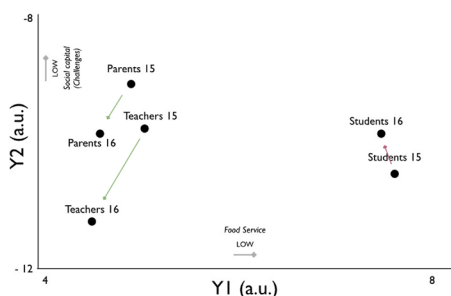 -8
LOW
Social capital
(Challenges)
Parents 15
Teachers 15
Parents 16
Students 16
Students 15
Teachers 16
Food Service
LOW
Y2 (a.u.)
- 12
4
Y1 (a.u.)
8